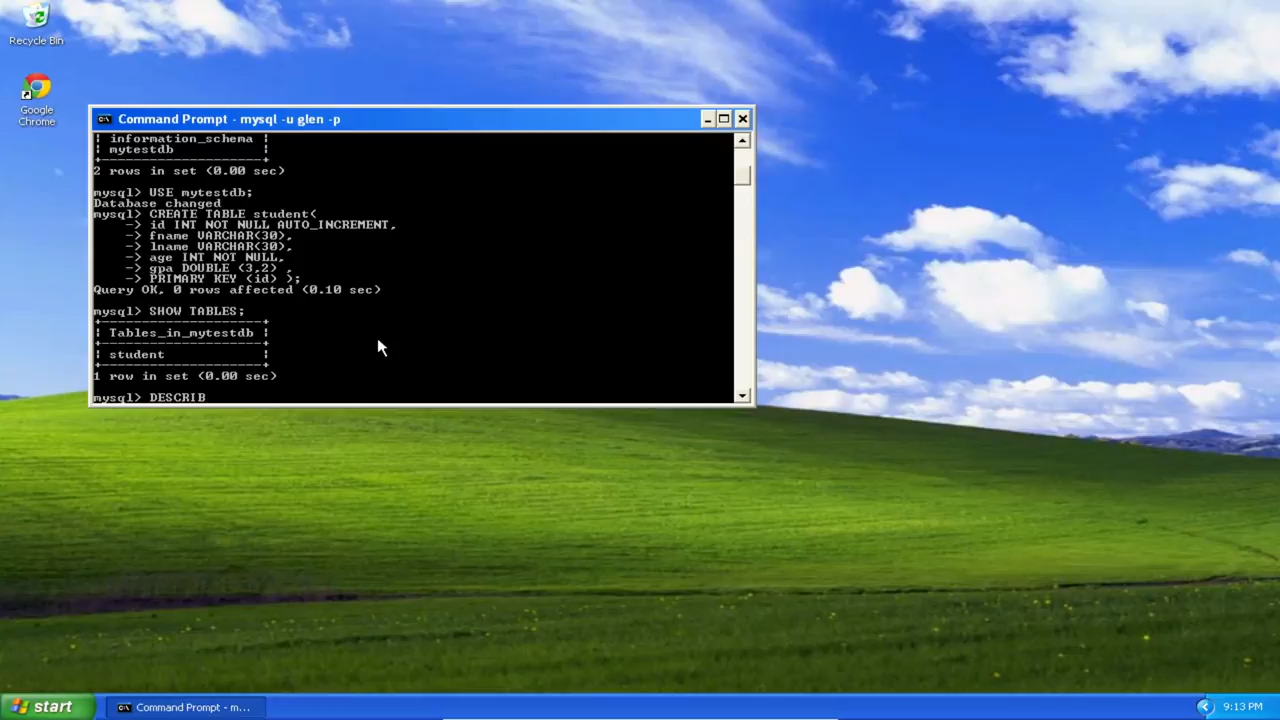 Recycle Bin
Google
Chrome
Command Prompt - mysql -u glen -p
| information_schema |
| mytestdb           |
+--------------------+
2 rows in set (0.00 sec)
mysql> USE mytestdb;
Database changed
mysql> CREATE TABLE student(
    -> id INT NOT NULL AUTO_INCREMENT,
    -> fname VARCHAR(30),
    -> lname VARCHAR(30),
    -> age INT NOT NULL,
    -> gpa DOUBLE (3,2) ,
    -> PRIMARY KEY (id) );
Query OK, 0 rows affected (0.10 sec)
mysql> SHOW TABLES;
+--------------------+
| Tables_in_mytestdb |
+--------------------+
| student            |
+--------------------+
1 row in set (0.00 sec)
mysql> DESCRIB
start
Command Prompt - m...
9:13 PM